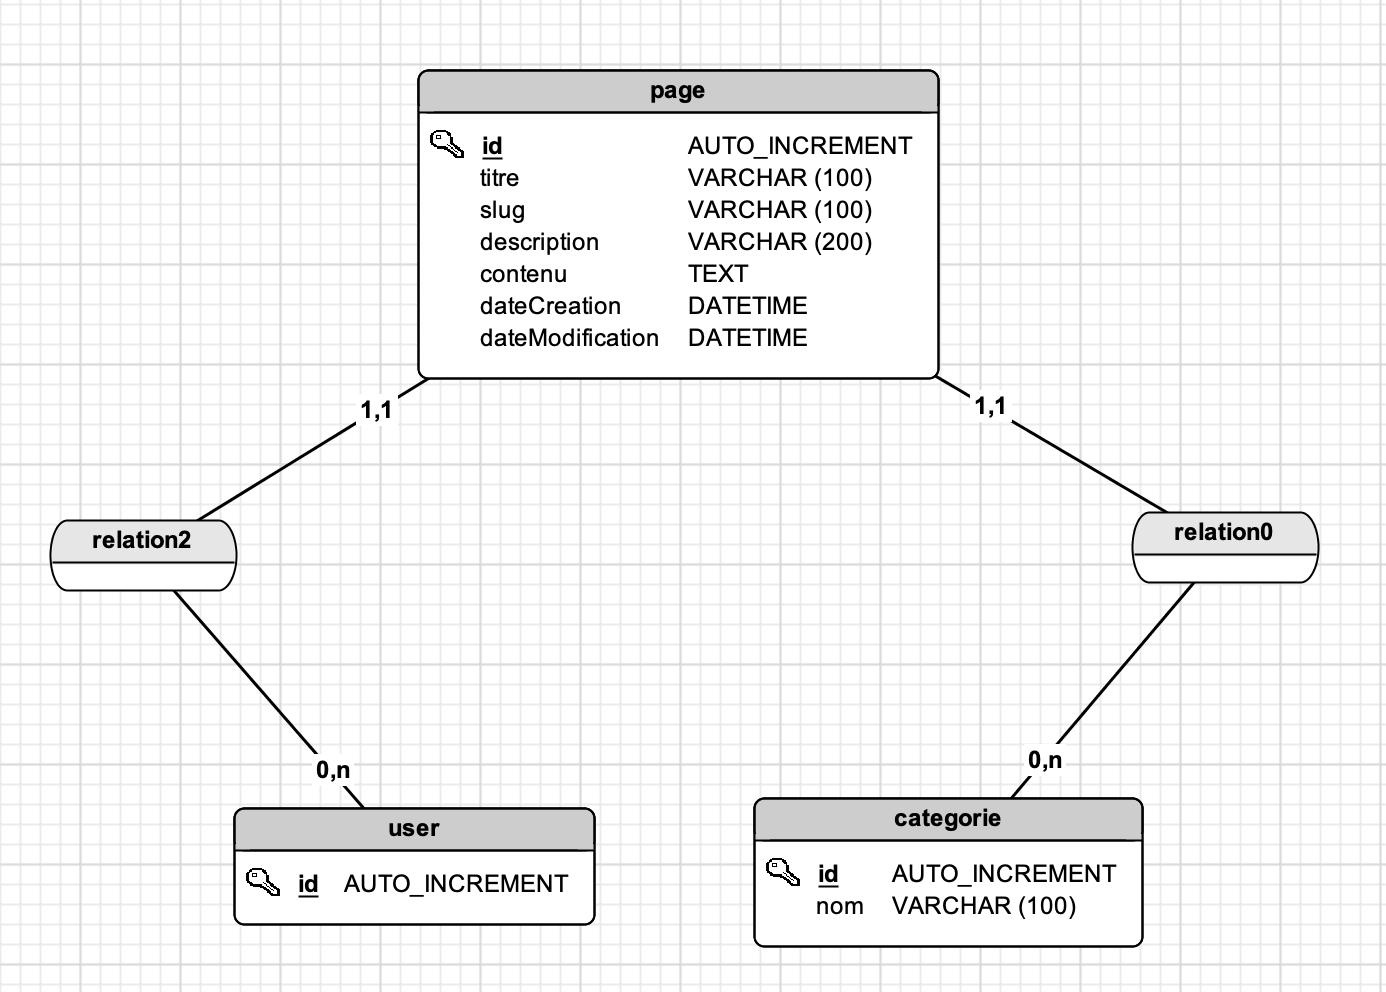 page
id AUTO_INCREMENT
titre VARCHAR (100)
slug VARCHAR (100)
description VARCHAR (200)
contenu TEXT
dateCreation DATETIME
dateModification DATETIME
1,1
1,1
relation2
relation0
0,n
0,n
user
id AUTO_INCREMENT
categorie
id AUTO_INCREMENT
nom VARCHAR (100)